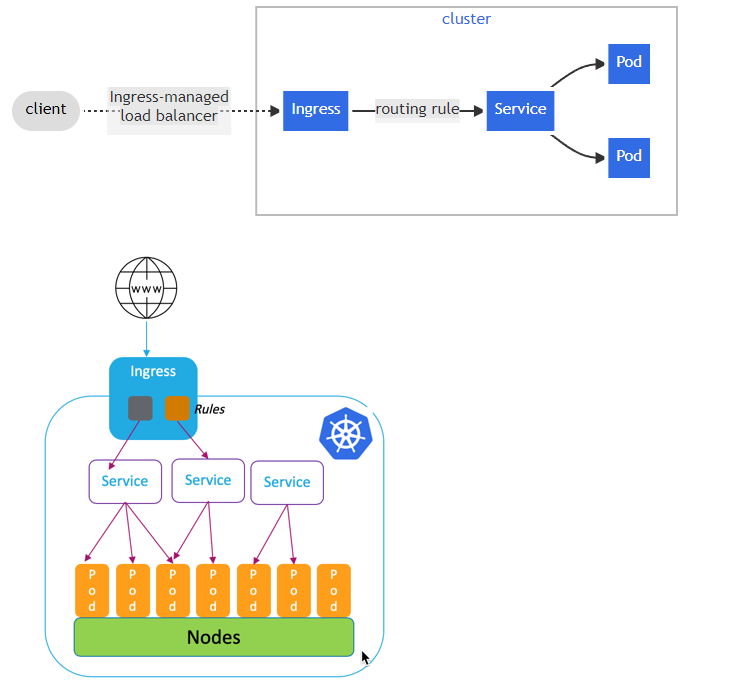 cluster
client
Ingress-managed
load balancer
Ingress
routing rule
Service
Pod
Pod
www
Ingress
Rules
Service
Service
Service
Pod
Pod
Pod
Pod
Pod
Pod
Pod
Nodes